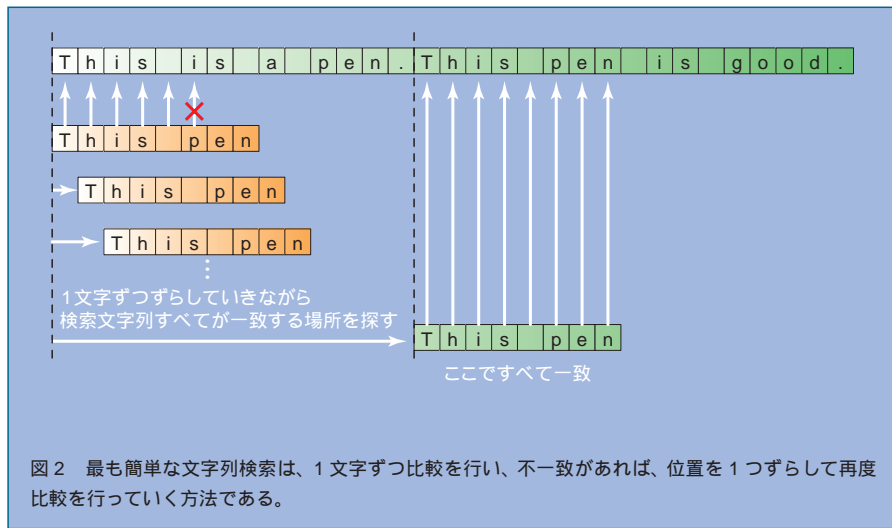 This is a pen.This pen is good.
This pen
This pen
This pen
⋮
1文字ずつずらしていきながら
検索文字列すべてが一致する場所を探す
This pen
ここですべて一致
図2　最も簡単な文字列検索は、1文字ずつ比較を行い、不一致があれば、位置を1つずらして再度
比較を行っていく方法である。